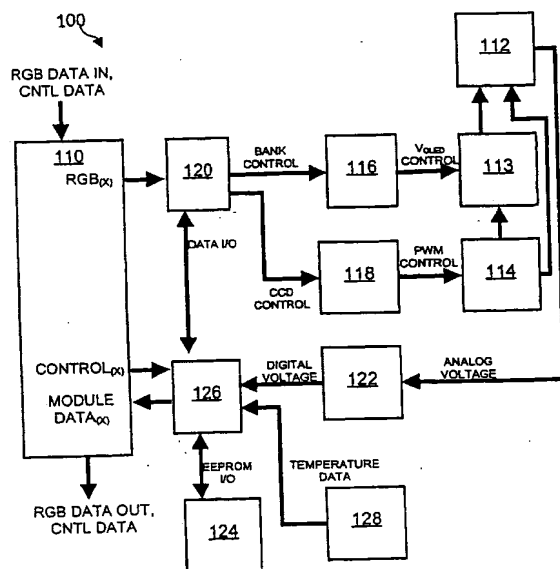 100
RGB DATA IN,
CNTL DATA
110
RGB(X)
120
BANK
CONTROL
116
VOLED
CONTROL
113
112
DATA I/O
CCD
CONTROL
118
PWM
CONTROL
114
CONTROL(X)
MODULE
DATA(X)
126
DIGITAL
VOLTAGE
122
ANALOG
VOLTAGE
EEPROM
I/O
TEMPERATURE
DATA
124
128
RGB DATA OUT,
CNTL DATA